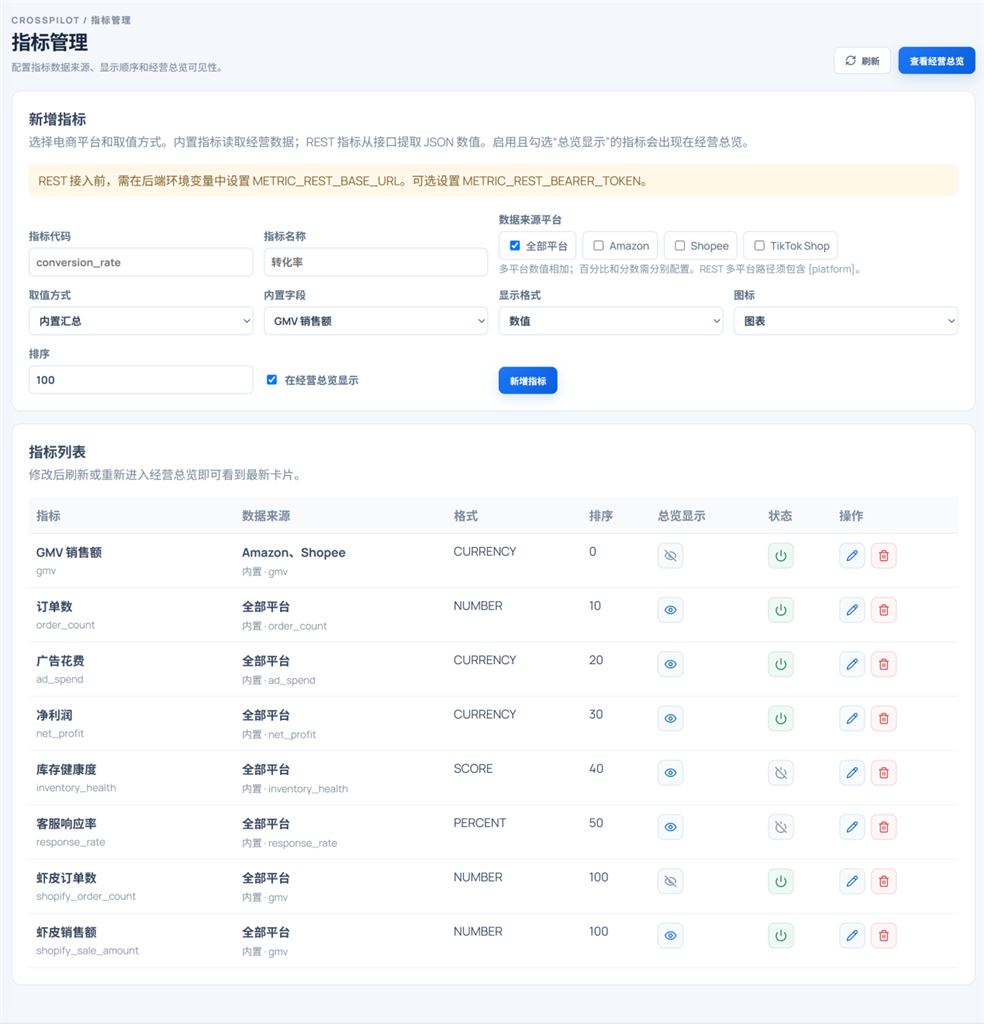 CROSSPILOT / 指标管理
指标管理
配置指标数据来源、显示顺序和经营总览可见性。
刷新
查看经营总览
新增指标
选择电商平台和取值方式。内置指标读取经营数据；REST 指标从接口提取 JSON 数值。启用且勾选“总览显示”的指标会出现在经营总览。
REST 接入前，需在后端环境变量中设置 METRIC_REST_BASE_URL。可选设置 METRIC_REST_BEARER_TOKEN。
指标代码
conversion_rate
指标名称
转化率
数据来源平台
全部平台 Amazon Shopee TikTok Shop
多平台数值相加；百分比和分数需分别配置。REST 多平台路径须包含 {platform}。
取值方式
内置汇总
内置字段
GMV 销售额
显示格式
数值
图标
图表
排序
100
在经营总览显示
新增指标
指标列表
修改后刷新或重新进入经营总览即可看到最新卡片。
指标 数据来源 格式 排序 总览显示 状态 操作
GMV 销售额 Amazon、Shopee CURRENCY 0
gmv 内置 · gmv
订单数 全部平台 NUMBER 10
order_count 内置 · order_count
广告花费 全部平台 CURRENCY 20
ad_spend 内置 · ad_spend
净利润 全部平台 CURRENCY 30
net_profit 内置 · net_profit
库存健康度 全部平台 SCORE 40
inventory_health 内置 · inventory_health
客服响应率 全部平台 PERCENT 50
response_rate 内置 · response_rate
虾皮订单数 全部平台 NUMBER 100
shopify_order_count 内置 · gmv
虾皮销售额 全部平台 NUMBER 100
shopify_sale_amount 内置 · gmv